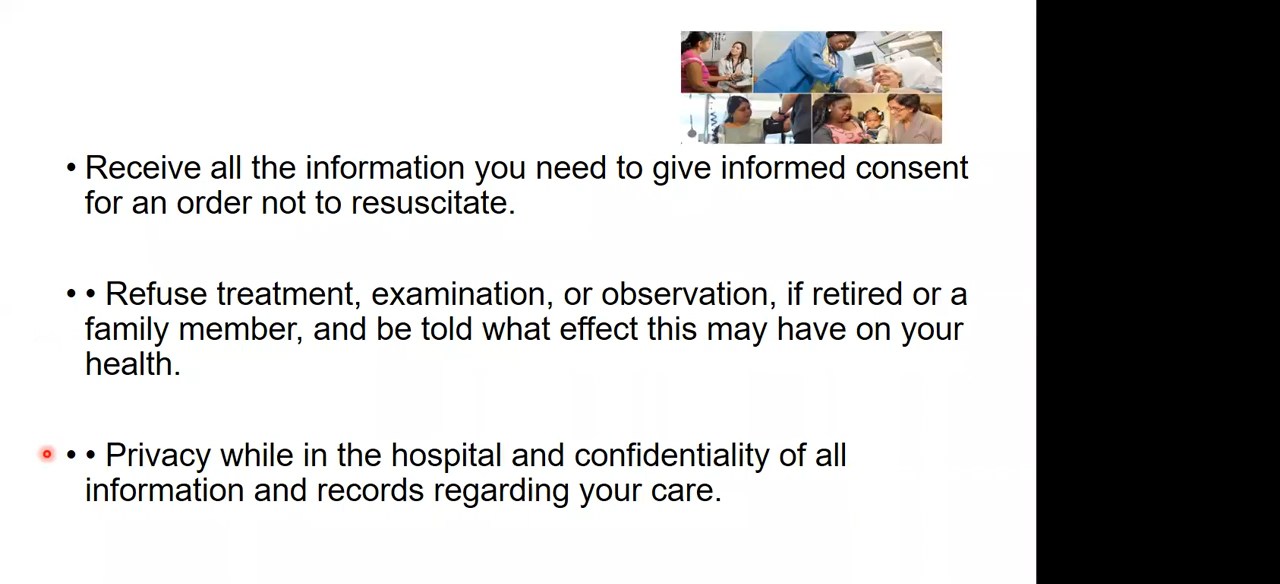 • Receive all the information you need to give informed consent
for an order not to resuscitate.
• • Refuse treatment, examination, or observation, if retired or a
family member, and be told what effect this may have on your
health.
• • Privacy while in the hospital and confidentiality of all
information and records regarding your care.